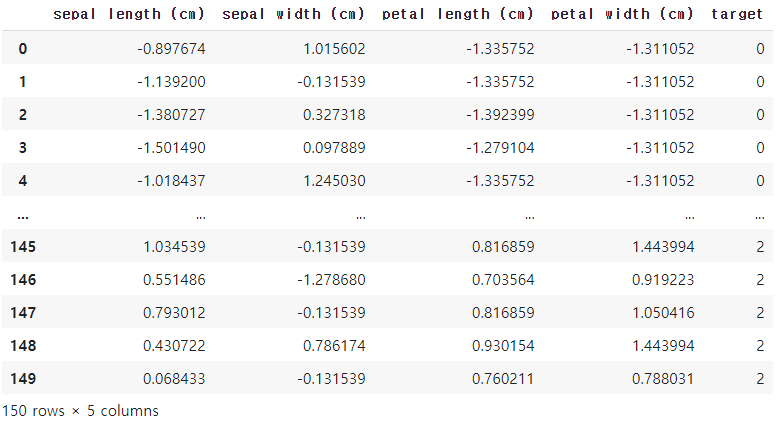 sepal length (cm) sepal width (cm) petal length (cm) petal width (cm) target
0 -0.897674 1.015602 -1.335752 -1.311052 0
1 -1.139200 -0.131539 -1.335752 -1.311052 0
2 -1.380727 0.327318 -1.392399 -1.311052 0
3 -1.501490 0.097889 -1.279104 -1.311052 0
4 -1.018437 1.245030 -1.335752 -1.311052 0
... ... ... ... ... ...
145 1.034539 -0.131539 0.816859 1.443994 2
146 0.551486 -1.278680 0.703564 0.919223 2
147 0.793012 -0.131539 0.816859 1.050416 2
148 0.430722 0.786174 0.930154 1.443994 2
149 0.068433 -0.131539 0.760211 0.788031 2
150 rows × 5 columns